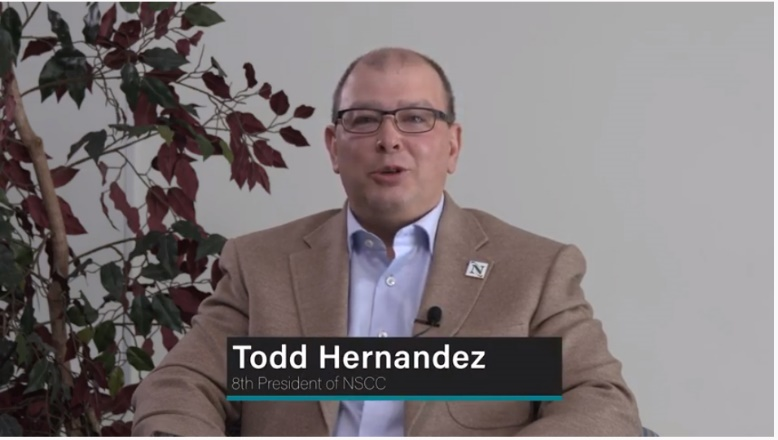 N
Todd Hernandez
8th President of NSCC